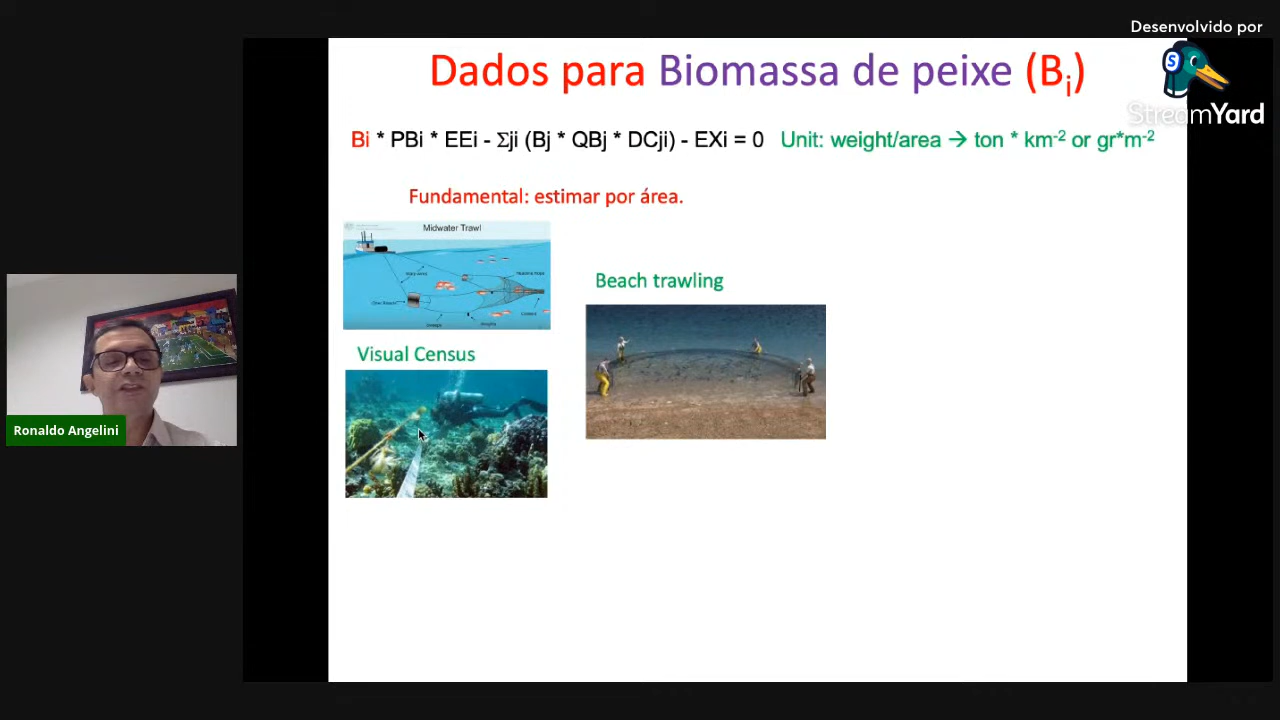 Desenvolvido por
StreamYard
Dados para Biomassa de peixe (Bi)
Bi * PBi * EEi - Σji (Bj * QBj * DCji) - EXi = 0 Unit: weight/area → ton * km-2 or gr*m-2
Fundamental: estimar por área.
Midwater Trawl
Beach trawling
Visual Census
Ronaldo Angelini